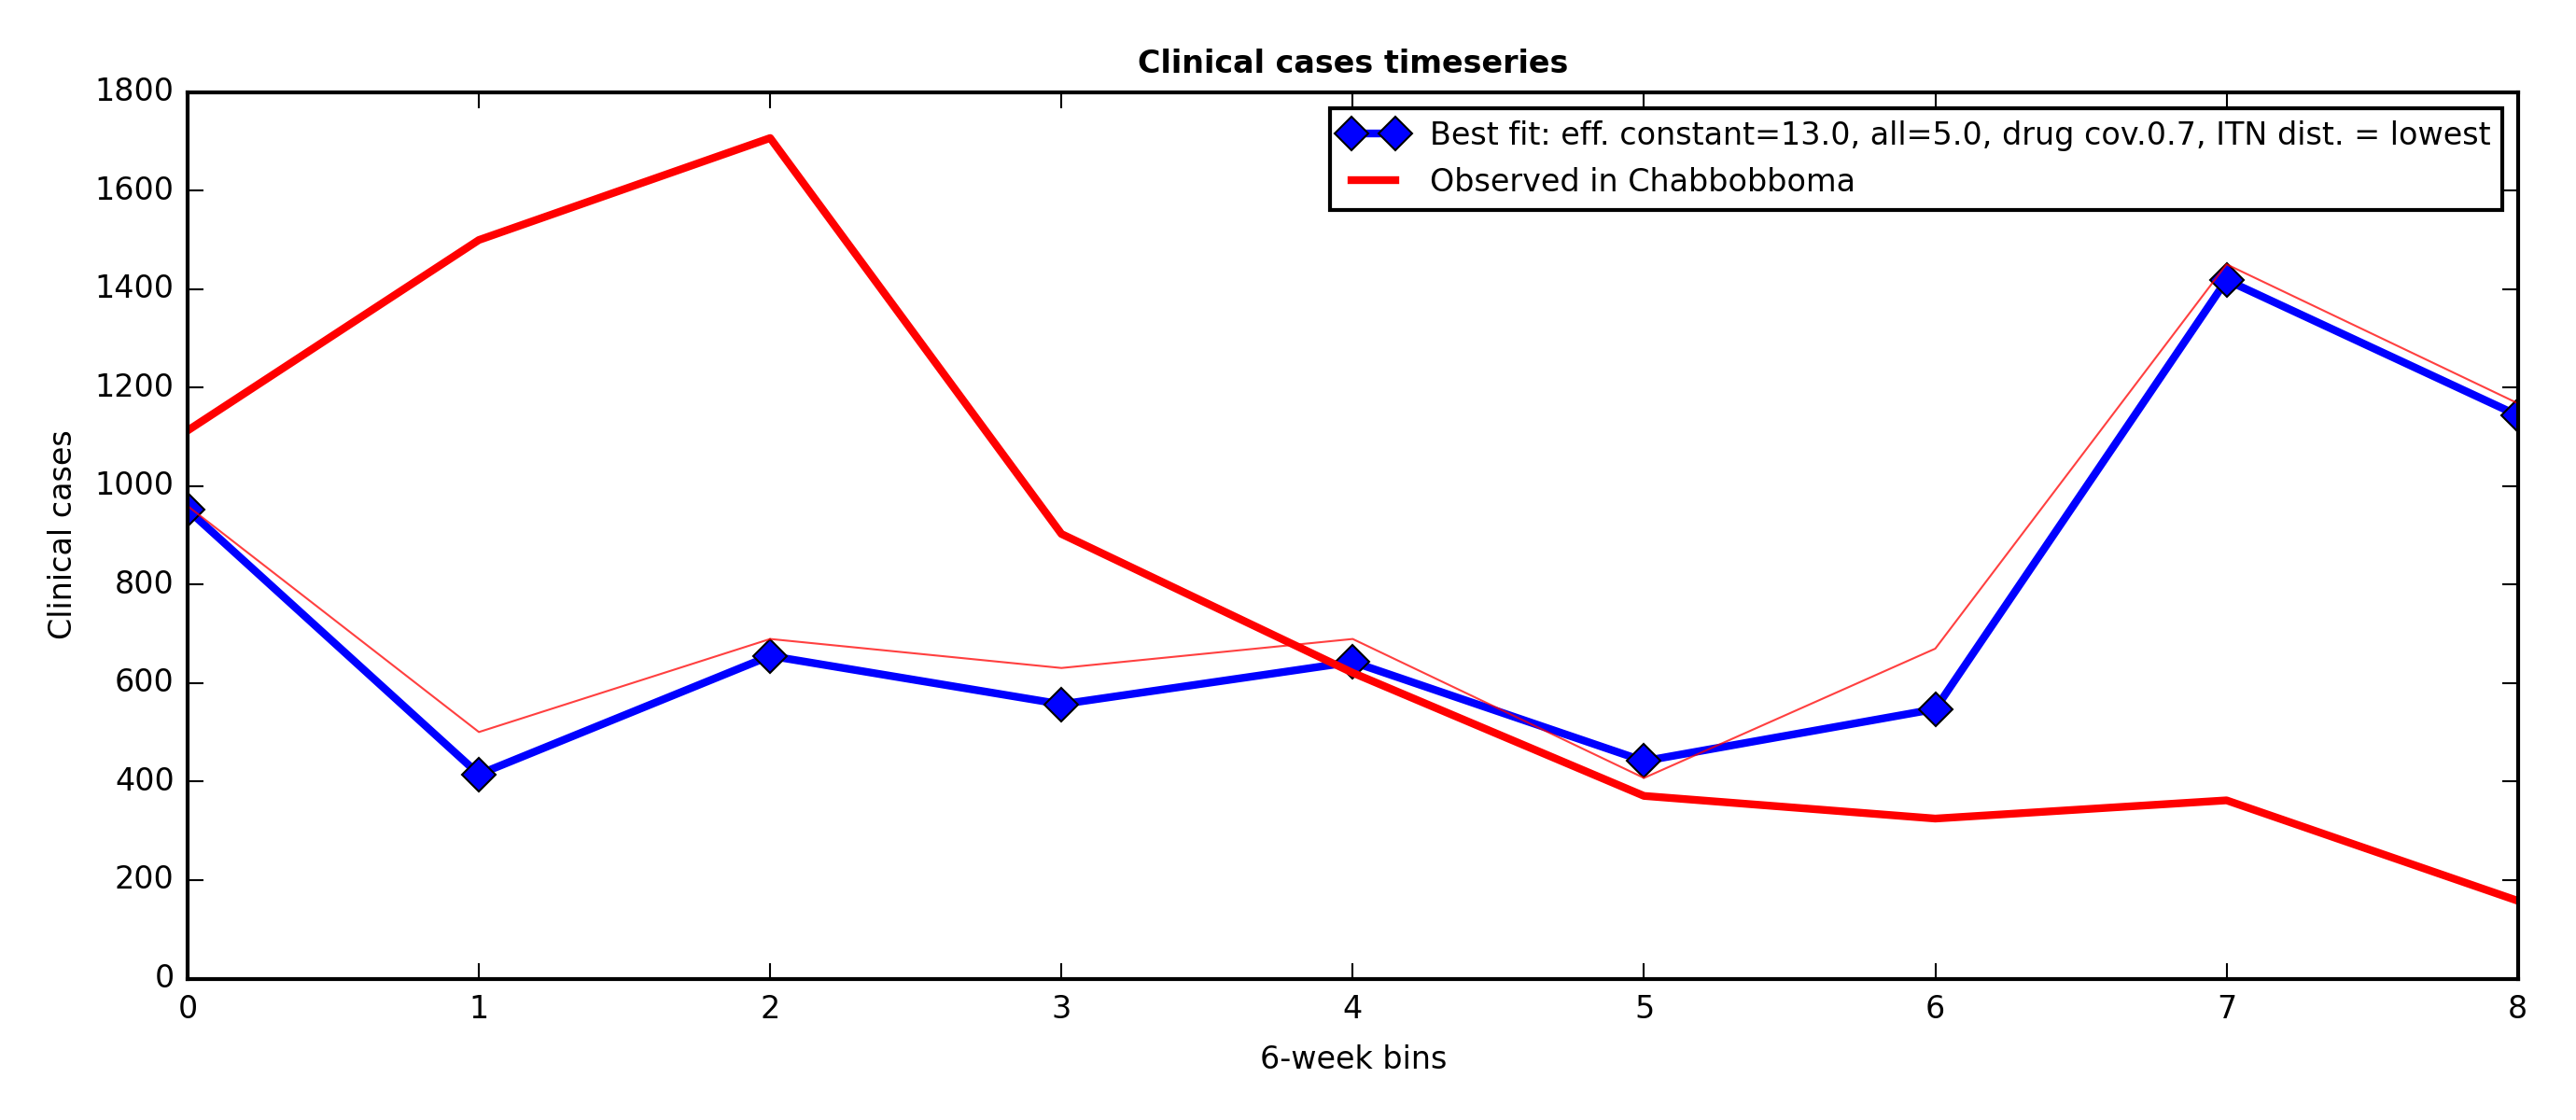 Clinical cases timeseries
1800
1600
1400
1200
1000
800
600
400
200
0
Clinical cases
Best fit: eff. constant=13.0, all=5.0, drug cov.0.7, ITN dist. = lowest
Observed in Chabbobboma
0 1 2 3 4 5 6 7 8
6-week bins